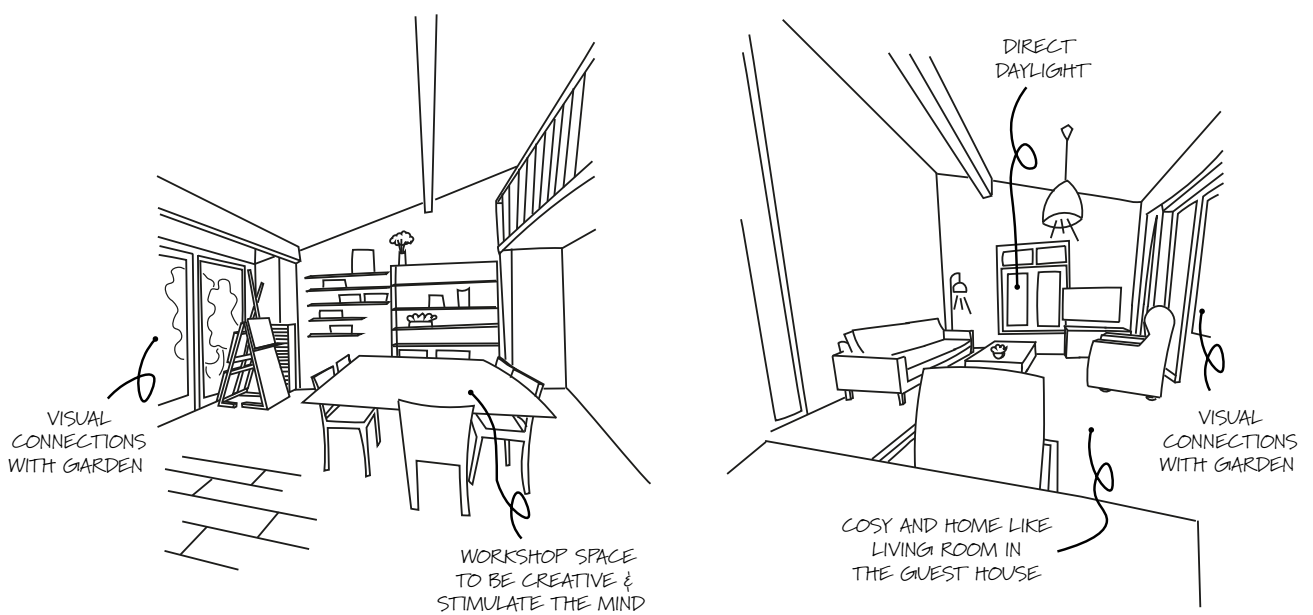 VISUAL
CONNECTIONS
WITH GARDEN
WORKSHOP SPACE
TO BE CREATIVE &
STIMULATE THE MIND
DIRECT
DAYLIGHT
VISUAL
CONNECTIONS
WITH GARDEN
COSY AND HOME LIKE
LIVING ROOM IN
THE GUEST HOUSE